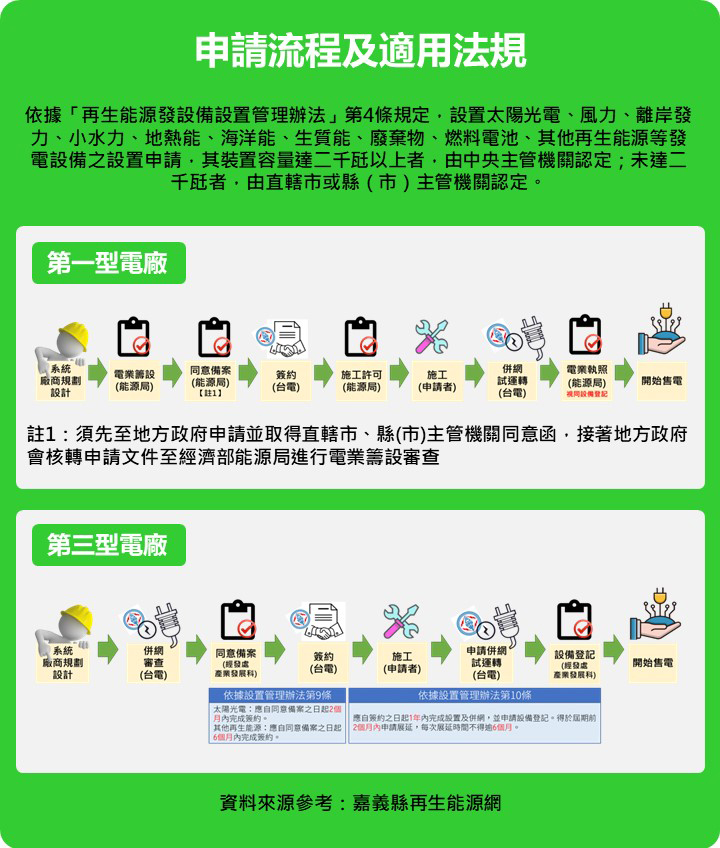 申請流程及適用法規
依據「再生能源發設備設置管理辦法」第4條規定，設置太陽光電、風力、離岸發
力、小水力、地熱能、海洋能、生質能、廢棄物、燃料電池、其他再生能源等發
電設備之設置申請，其裝置容量達二千瓩以上者，由中央主管機關認定；未達二
千瓩者，由直轄市或縣（市）主管機關認定。
第一型電廠
系統
廠商規劃
設計
電業籌設
(能源局)
同意備案
(能源局)
【註1】
簽約
(台電)
施工許可
(能源局)
施工
(申請者)
併網
試運轉
(台電)
電業執照
(能源局)
視同設備登記
開始售電
註1：須先至地方政府申請並取得直轄市、縣(市)主管機關同意函，接著地方政府
會核轉申請文件至經濟部能源局進行電業籌設審查
第三型電廠
系統
廠商規劃
設計
併網
審查
(台電)
同意備案
(經發處
產業發展科)
簽約
(台電)
施工
(申請者)
申請併網
試運轉
(台電)
設備登記
(經發處
產業發展科)
開始售電
依據設置管理辦法第9條
太陽光電：應自同意備案之日起2個
月內完成簽約。
其他再生能源：應自同意備案之日起
6個月內完成簽約。
依據設置管理辦法第10條
應自簽約之日起1年內完成設置及併網，並申請設備登記。得於屆期前
2個月內申請展延，每次展延時間不得逾6個月。
資料來源參考：嘉義縣再生能源網